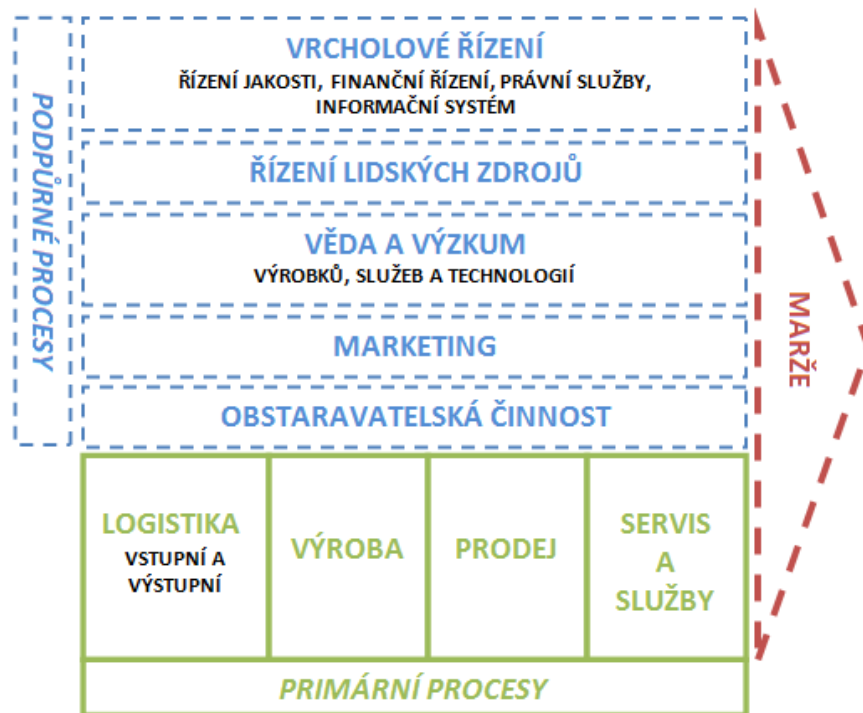 PODPŮRNÉ PROCESY
VRCHOLOVÉ ŘÍZENÍ
ŘÍZENÍ JAKOSTI, FINANČNÍ ŘÍZENÍ, PRÁVNÍ SLUŽBY,
INFORMAČNÍ SYSTÉM
ŘÍZENÍ LIDSKÝCH ZDROJŮ
VĚDA A VÝZKUM
VÝROBKŮ, SLUŽEB A TECHNOLOGIÍ
MARKETING
OBSTARAVATELSKÁ ČINNOST
MARŽE
LOGISTIKA
VSTUPNÍ A
VÝSTUPNÍ
VÝROBA
PRODEJ
SERVIS
A
SLUŽBY
PRIMÁRNÍ PROCESY